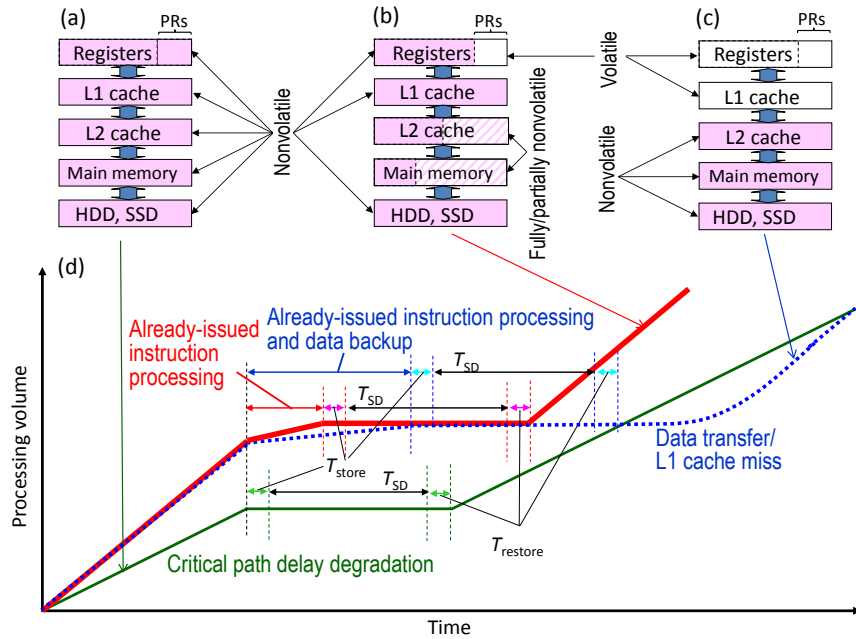 (a)
PRs
Registers
L1 cache
L2 cache
Main memory
HDD, SSD
Nonvolatile
(b)
PRs
Registers
L1 cache
L2 cache
Main memory
HDD, SSD
Fully/partially nonvolatile
(c)
PRs
Registers
L1 cache
L2 cache
Main memory
HDD, SSD
Volatile
Nonvolatile
(d)
Already-issued
instruction
processing
Already-issued instruction processing
and data backup
TSD
TSD
Tstore
TSD
Trestore
Data transfer/
L1 cache miss
Critical path delay degradation
Processing volume
Time